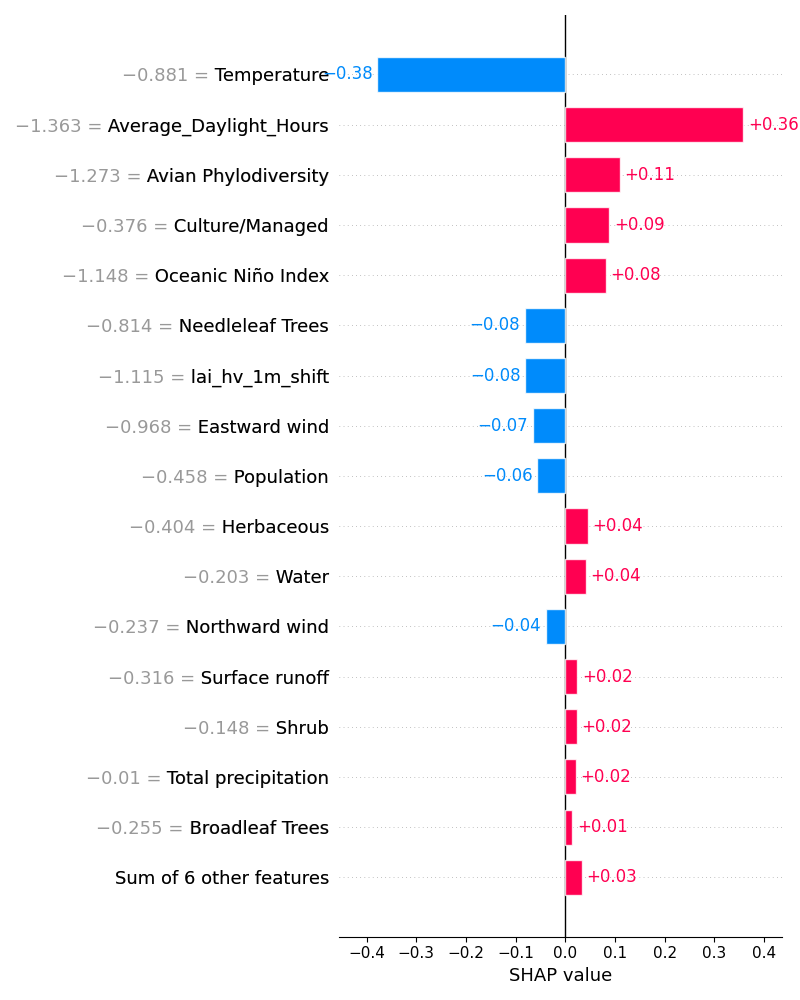 −0.881 = Temperature −0.38
−1.363 = Average_Daylight_Hours +0.36
−1.273 = Avian Phylodiversity +0.11
−0.376 = Culture/Managed +0.09
−1.148 = Oceanic Niño Index +0.08
−0.814 = Needleleaf Trees −0.08
−1.115 = lai_hv_1m_shift −0.08
−0.968 = Eastward wind −0.07
−0.458 = Population −0.06
−0.404 = Herbaceous +0.04
−0.203 = Water +0.04
−0.237 = Northward wind −0.04
−0.316 = Surface runoff +0.02
−0.148 = Shrub +0.02
−0.01 = Total precipitation +0.02
−0.255 = Broadleaf Trees +0.01
Sum of 6 other features +0.03
−0.4 −0.3 −0.2 −0.1 0.0 0.1 0.2 0.3 0.4
SHAP value